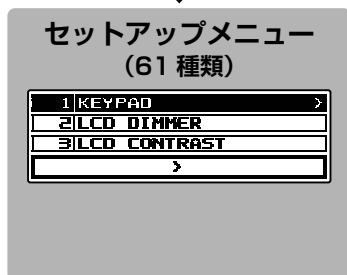 セットアップメニュー
（61 種類）
1 KEYPAD >
2 LCD DIMMER
3 LCD CONTRAST
>